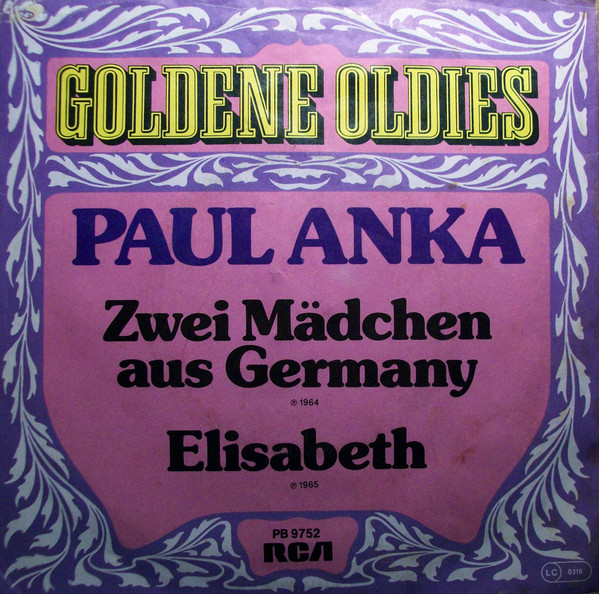 GOLDENE OLDIES
PAUL ANKA
Zwei Mädchen
aus Germany
℗ 1964
Elisabeth
℗ 1965
PB 9752
RCA
LC 0316